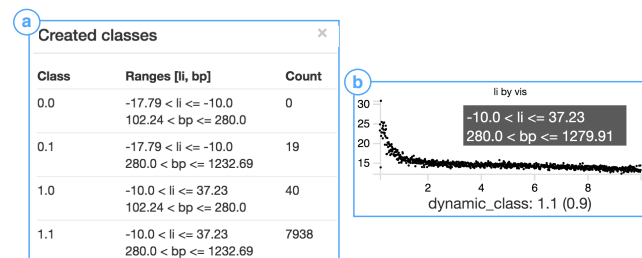 a
Created classes ×
Class Ranges [li, bp] Count
0.0 -17.79 < li <= -10.0 0
102.24 < bp <= 280.0
0.1 -17.79 < li <= -10.0 19
280.0 < bp <= 1232.69
1.0 -10.0 < li <= 37.23 40
102.24 < bp <= 280.0
1.1 -10.0 < li <= 37.23 7938
280.0 < bp <= 1232.69
b
li by vis
30
25
20
15
-10.0 < li <= 37.23
280.0 < bp <= 1279.91
2 4 6 8
dynamic_class: 1.1 (0.9)